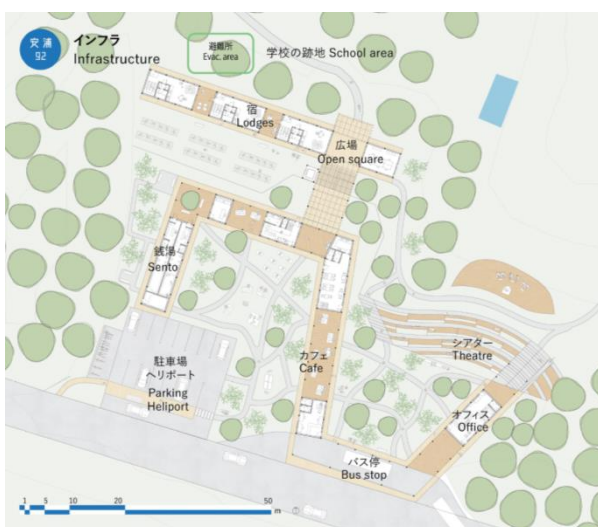 安浦
92
インフラ
Infrastructure
避難所
Evac. area
学校の跡地 School area
宿
Lodges
広場
Open square
銭湯
Sento
シアター
Theatre
カフェ
Cafe
駐車場
ヘリポート
Parking
Heliport
オフィス
Office
バス停
Bus stop
1 5 10 20 50
m